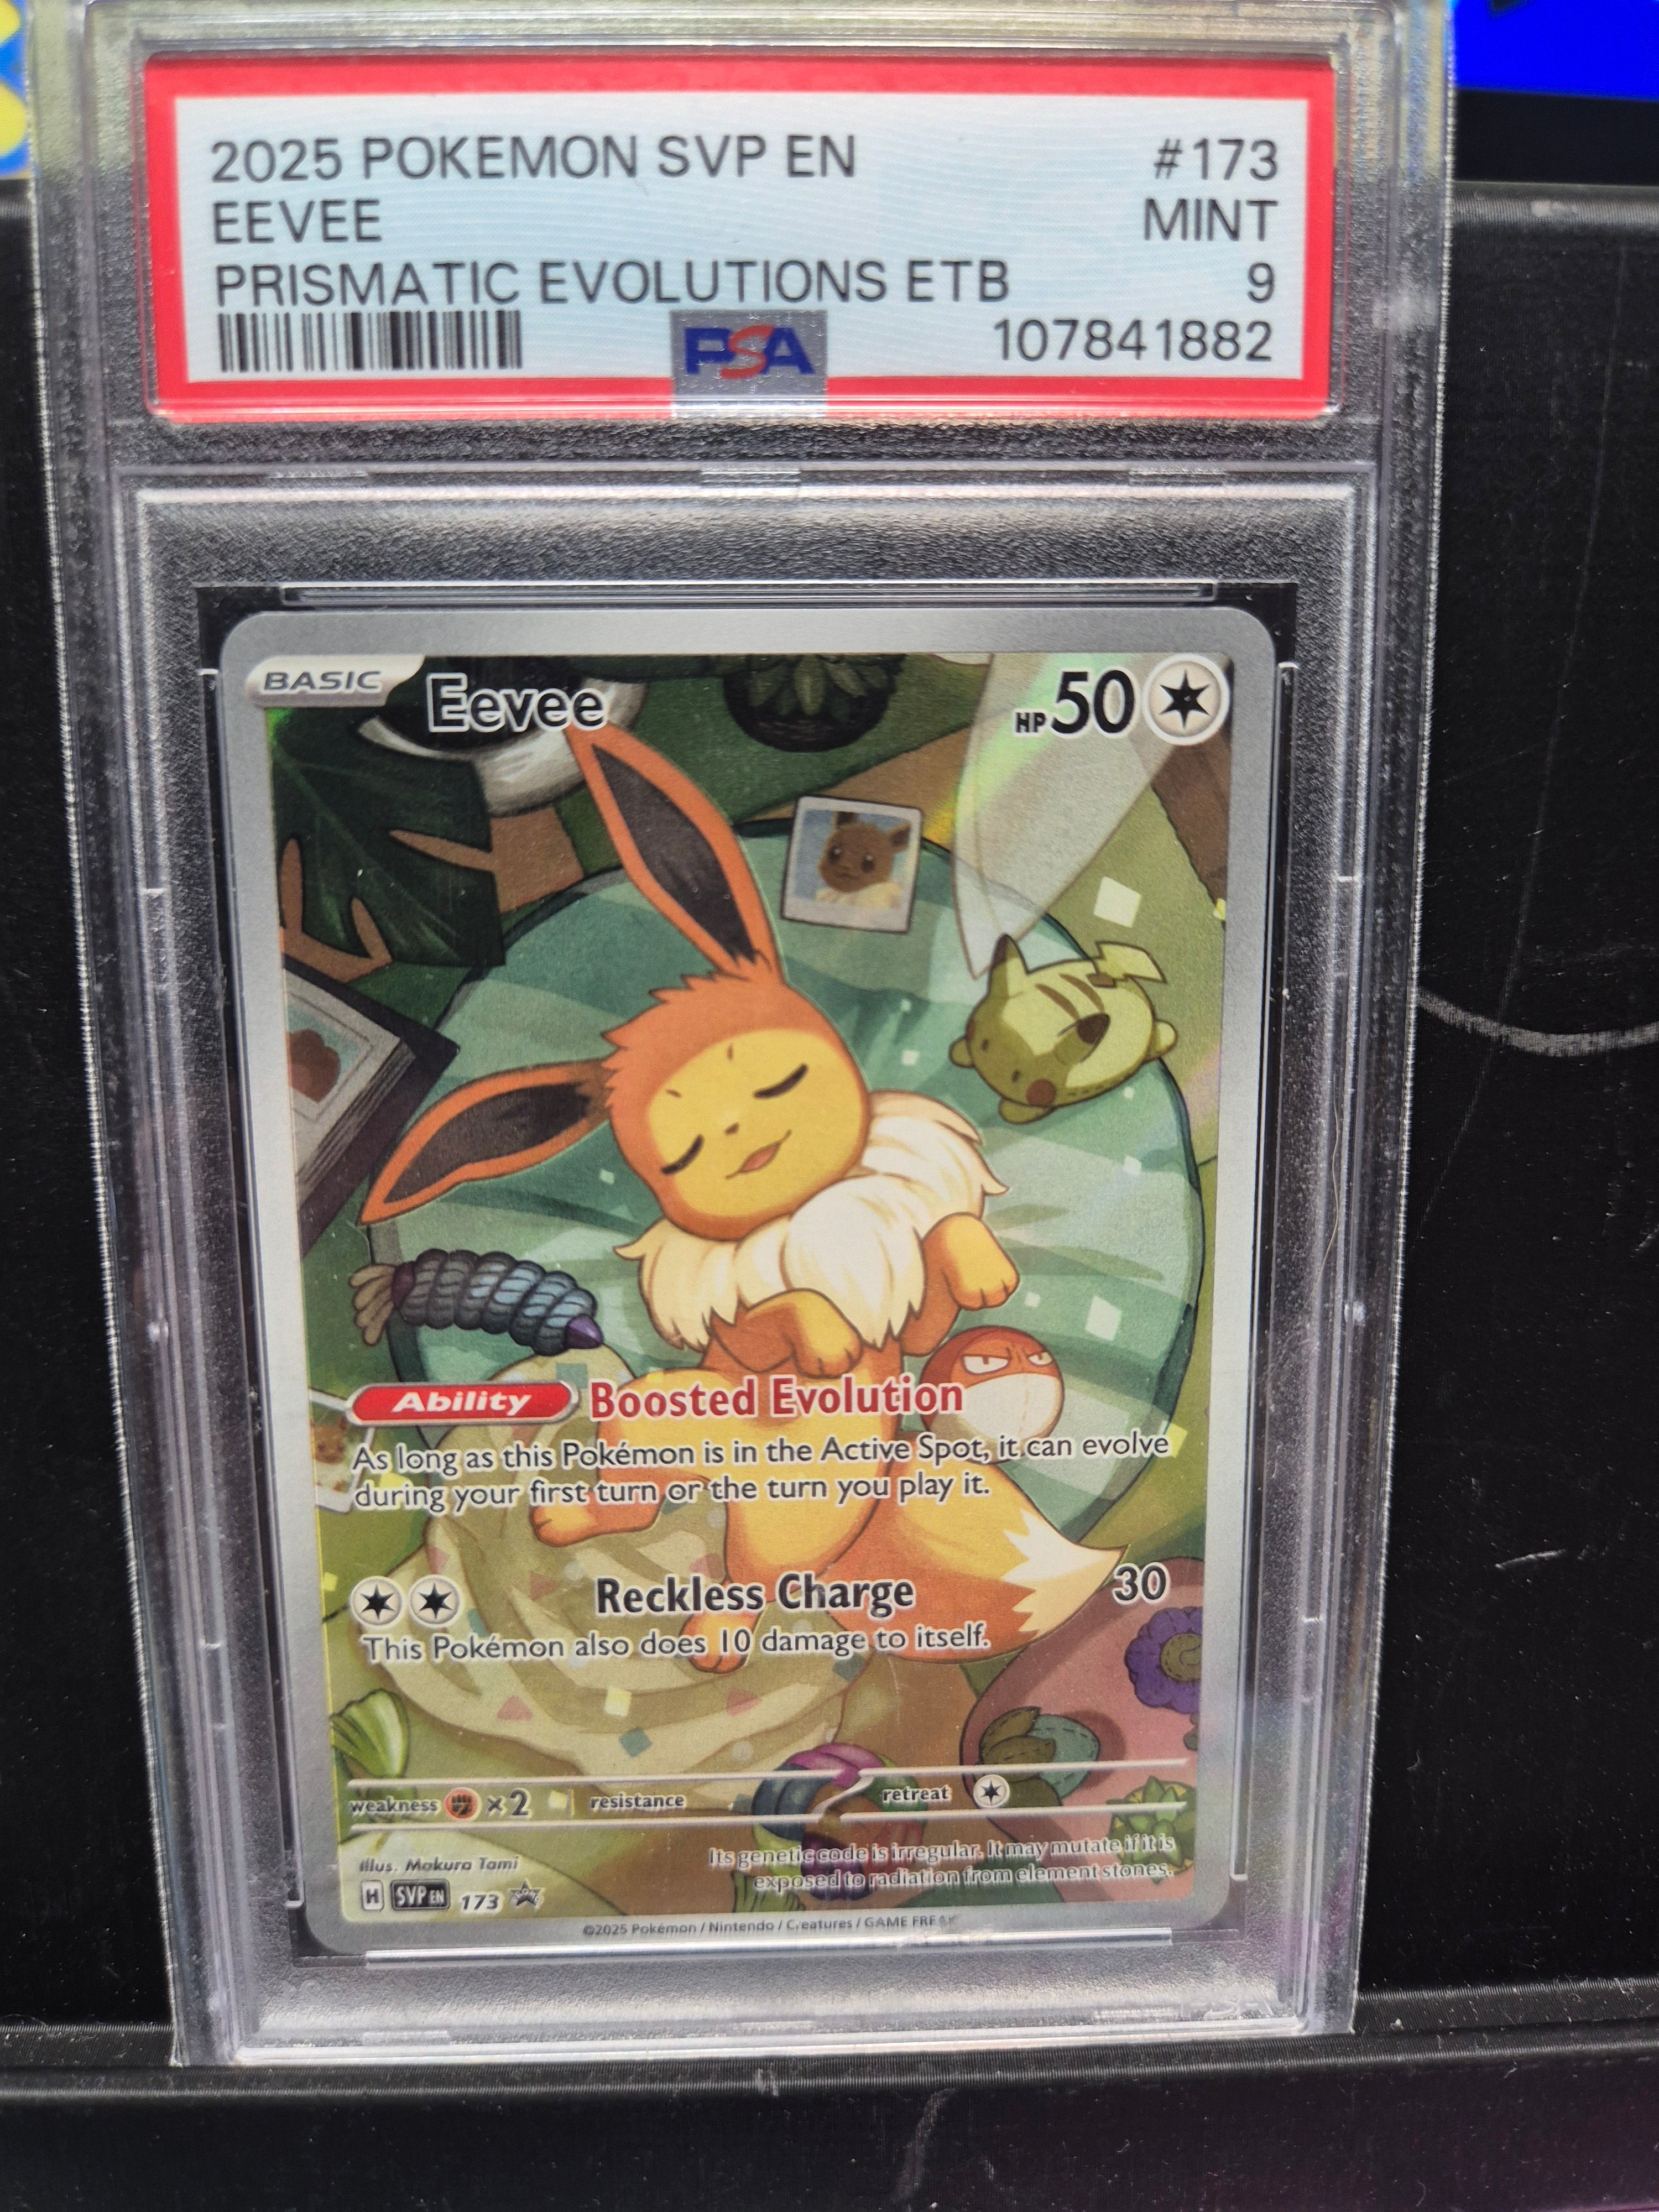 2025 POKEMON SVP EN #173
EEVEE MINT
PRISMATIC EVOLUTIONS ETB 9
PSA 107841882
BASIC Eevee HP 50
Ability Boosted Evolution
As long as this Pokémon is in the Active Spot, it can evolve
during your first turn or the turn you play it.
Reckless Charge 30
This Pokémon also does 10 damage to itself.
weakness ×2 resistance retreat
Illus. Makura Tami
Its genetic code is irregular. It may mutate if it is
exposed to radiation from element stones.
H SVP EN 173
©2025 Pokémon / Nintendo / Creatures / GAME FREAK
PSA